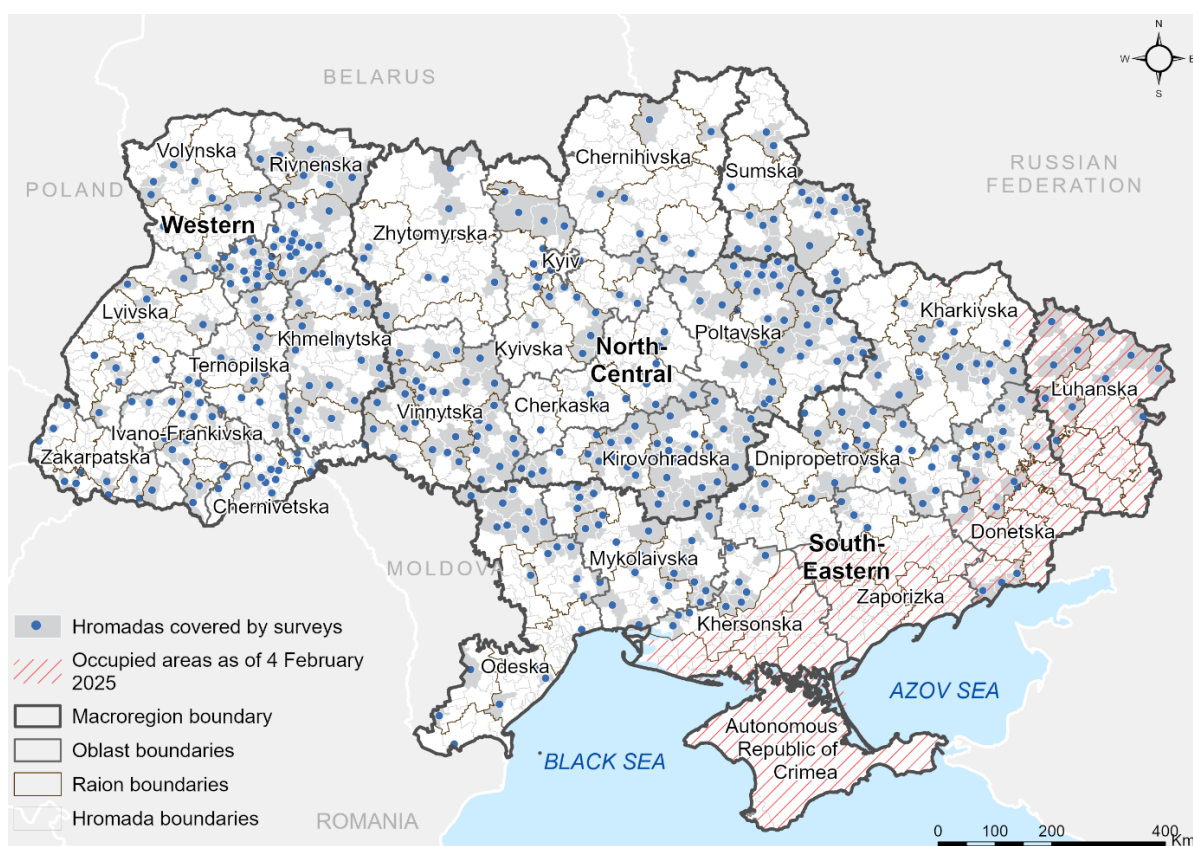 N
W
E
S
BELARUS
Chernihivska
Volynska
Rivnenska
Sumska
RUSSIAN
FEDERATION
POLAND
Western
Zhytomyrska
Kyiv
Lvivska
Kharkivska
Khmelnytska
Poltavska
Ternopilska
Kyivska
North-
Central
Luhanska
Vinnytska
Cherkaska
Ivano-Frankivska
Zakarpatska
Kirovohradska
Dnipropetrovska
Chernivetska
Donetska
South-
Eastern
MOLDOVA
Mykolaivska
Zaporizka
Khersonska
Hromadas covered by surveys
Occupied areas as of 4 February
2025
Odeska
AZOV SEA
Macroregion boundary
Autonomous
Republic of
Crimea
Oblast boundaries
BLACK SEA
Raion boundaries
Hromada boundaries
ROMANIA
0 100 200 400
Km